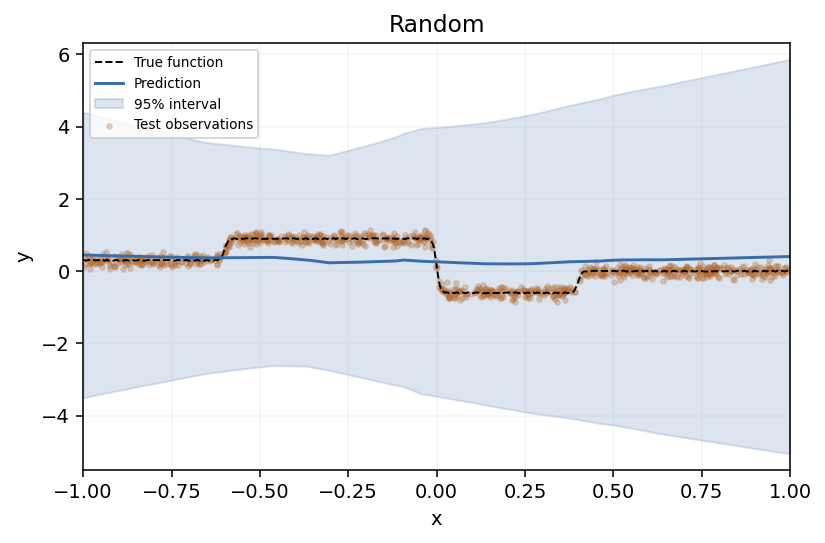 Random
True function
Prediction
95% interval
Test observations
6
4
2
0
−2
−4
y
−1.00 −0.75 −0.50 −0.25 0.00 0.25 0.50 0.75 1.00
x